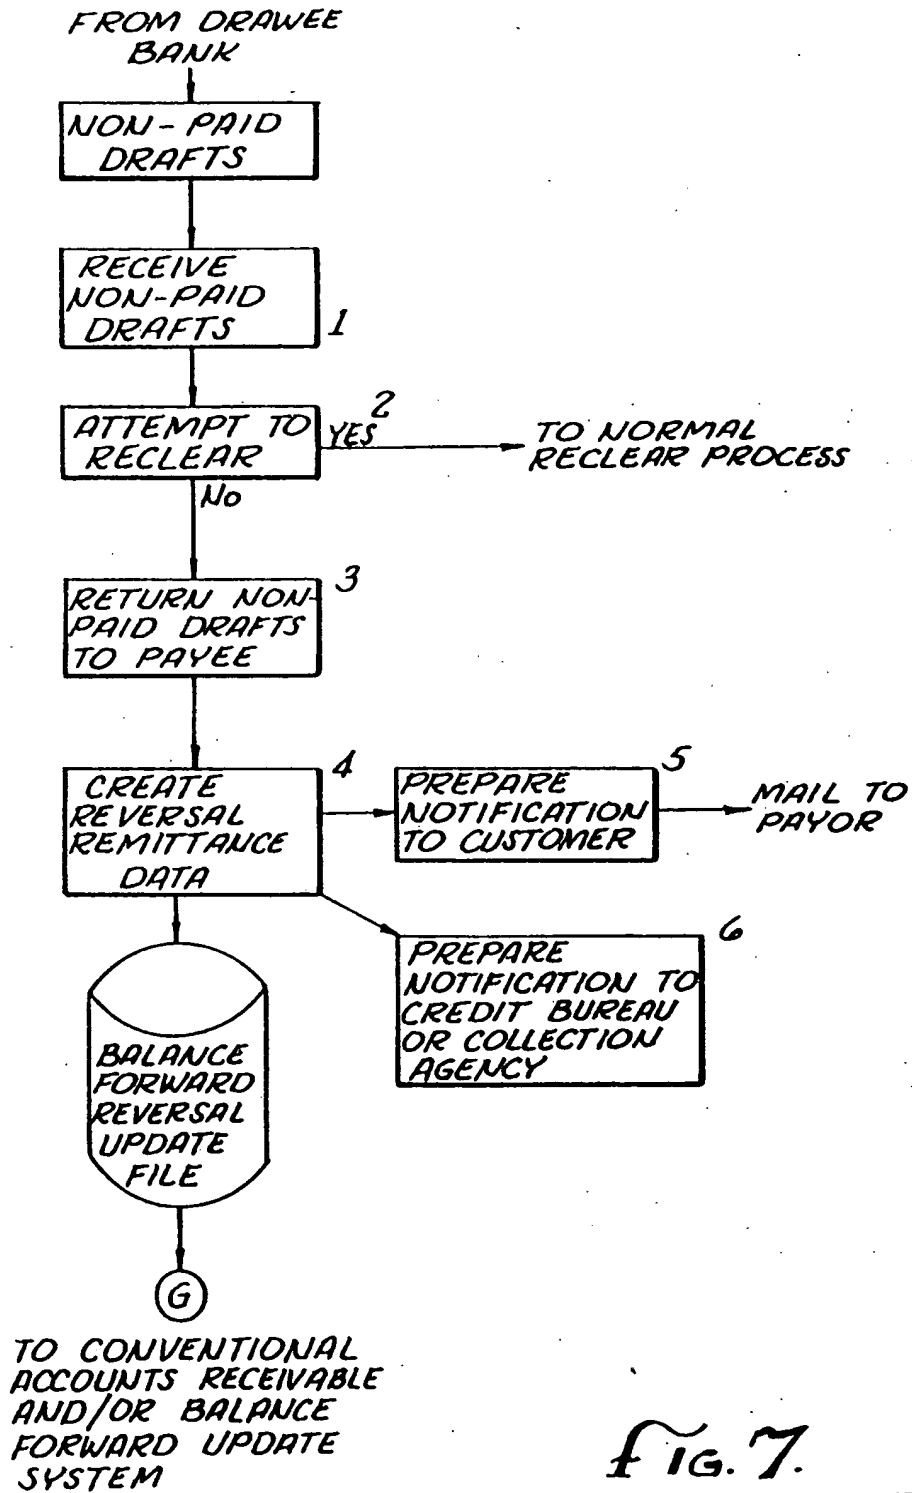 FROM DRAWEE
BANK
NON-PAID
DRAFTS
RECEIVE
NON-PAID
DRAFTS
1
ATTEMPT TO
RECLEAR
2
YES
TO NORMAL
RECLEAR PROCESS
No
3
RETURN NON-
PAID DRAFTS
TO PAYEE
4
CREATE
REVERSAL
REMITTANCE
DATA
5
PREPARE
NOTIFICATION
TO CUSTOMER
MAIL TO
PAYOR
6
PREPARE
NOTIFICATION TO
CREDIT BUREAU
OR COLLECTION
AGENCY
BALANCE
FORWARD
REVERSAL
UPDATE
FILE
G
TO CONVENTIONAL
ACCOUNTS RECEIVABLE
AND/OR BALANCE
FORWARD UPDATE
SYSTEM
FIG. 7.